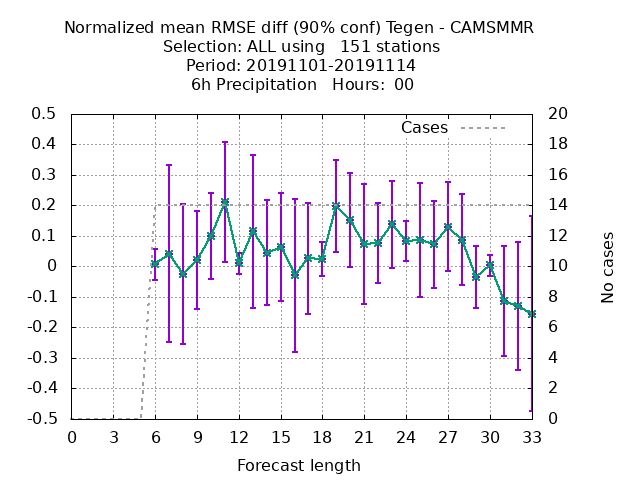 Normalized mean RMSE diff (90% conf) Tegen - CAMSMMR
Selection: ALL using   151 stations
Period: 20191101-20191114
6h Precipitation   Hours:  00
Cases
0.5
0.4
0.3
0.2
0.1
0
-0.1
-0.2
-0.3
-0.4
-0.5
20
18
16
14
12
10
8
6
4
2
0
No cases
0 3 6 9 12 15 18 21 24 27 30 33
Forecast length